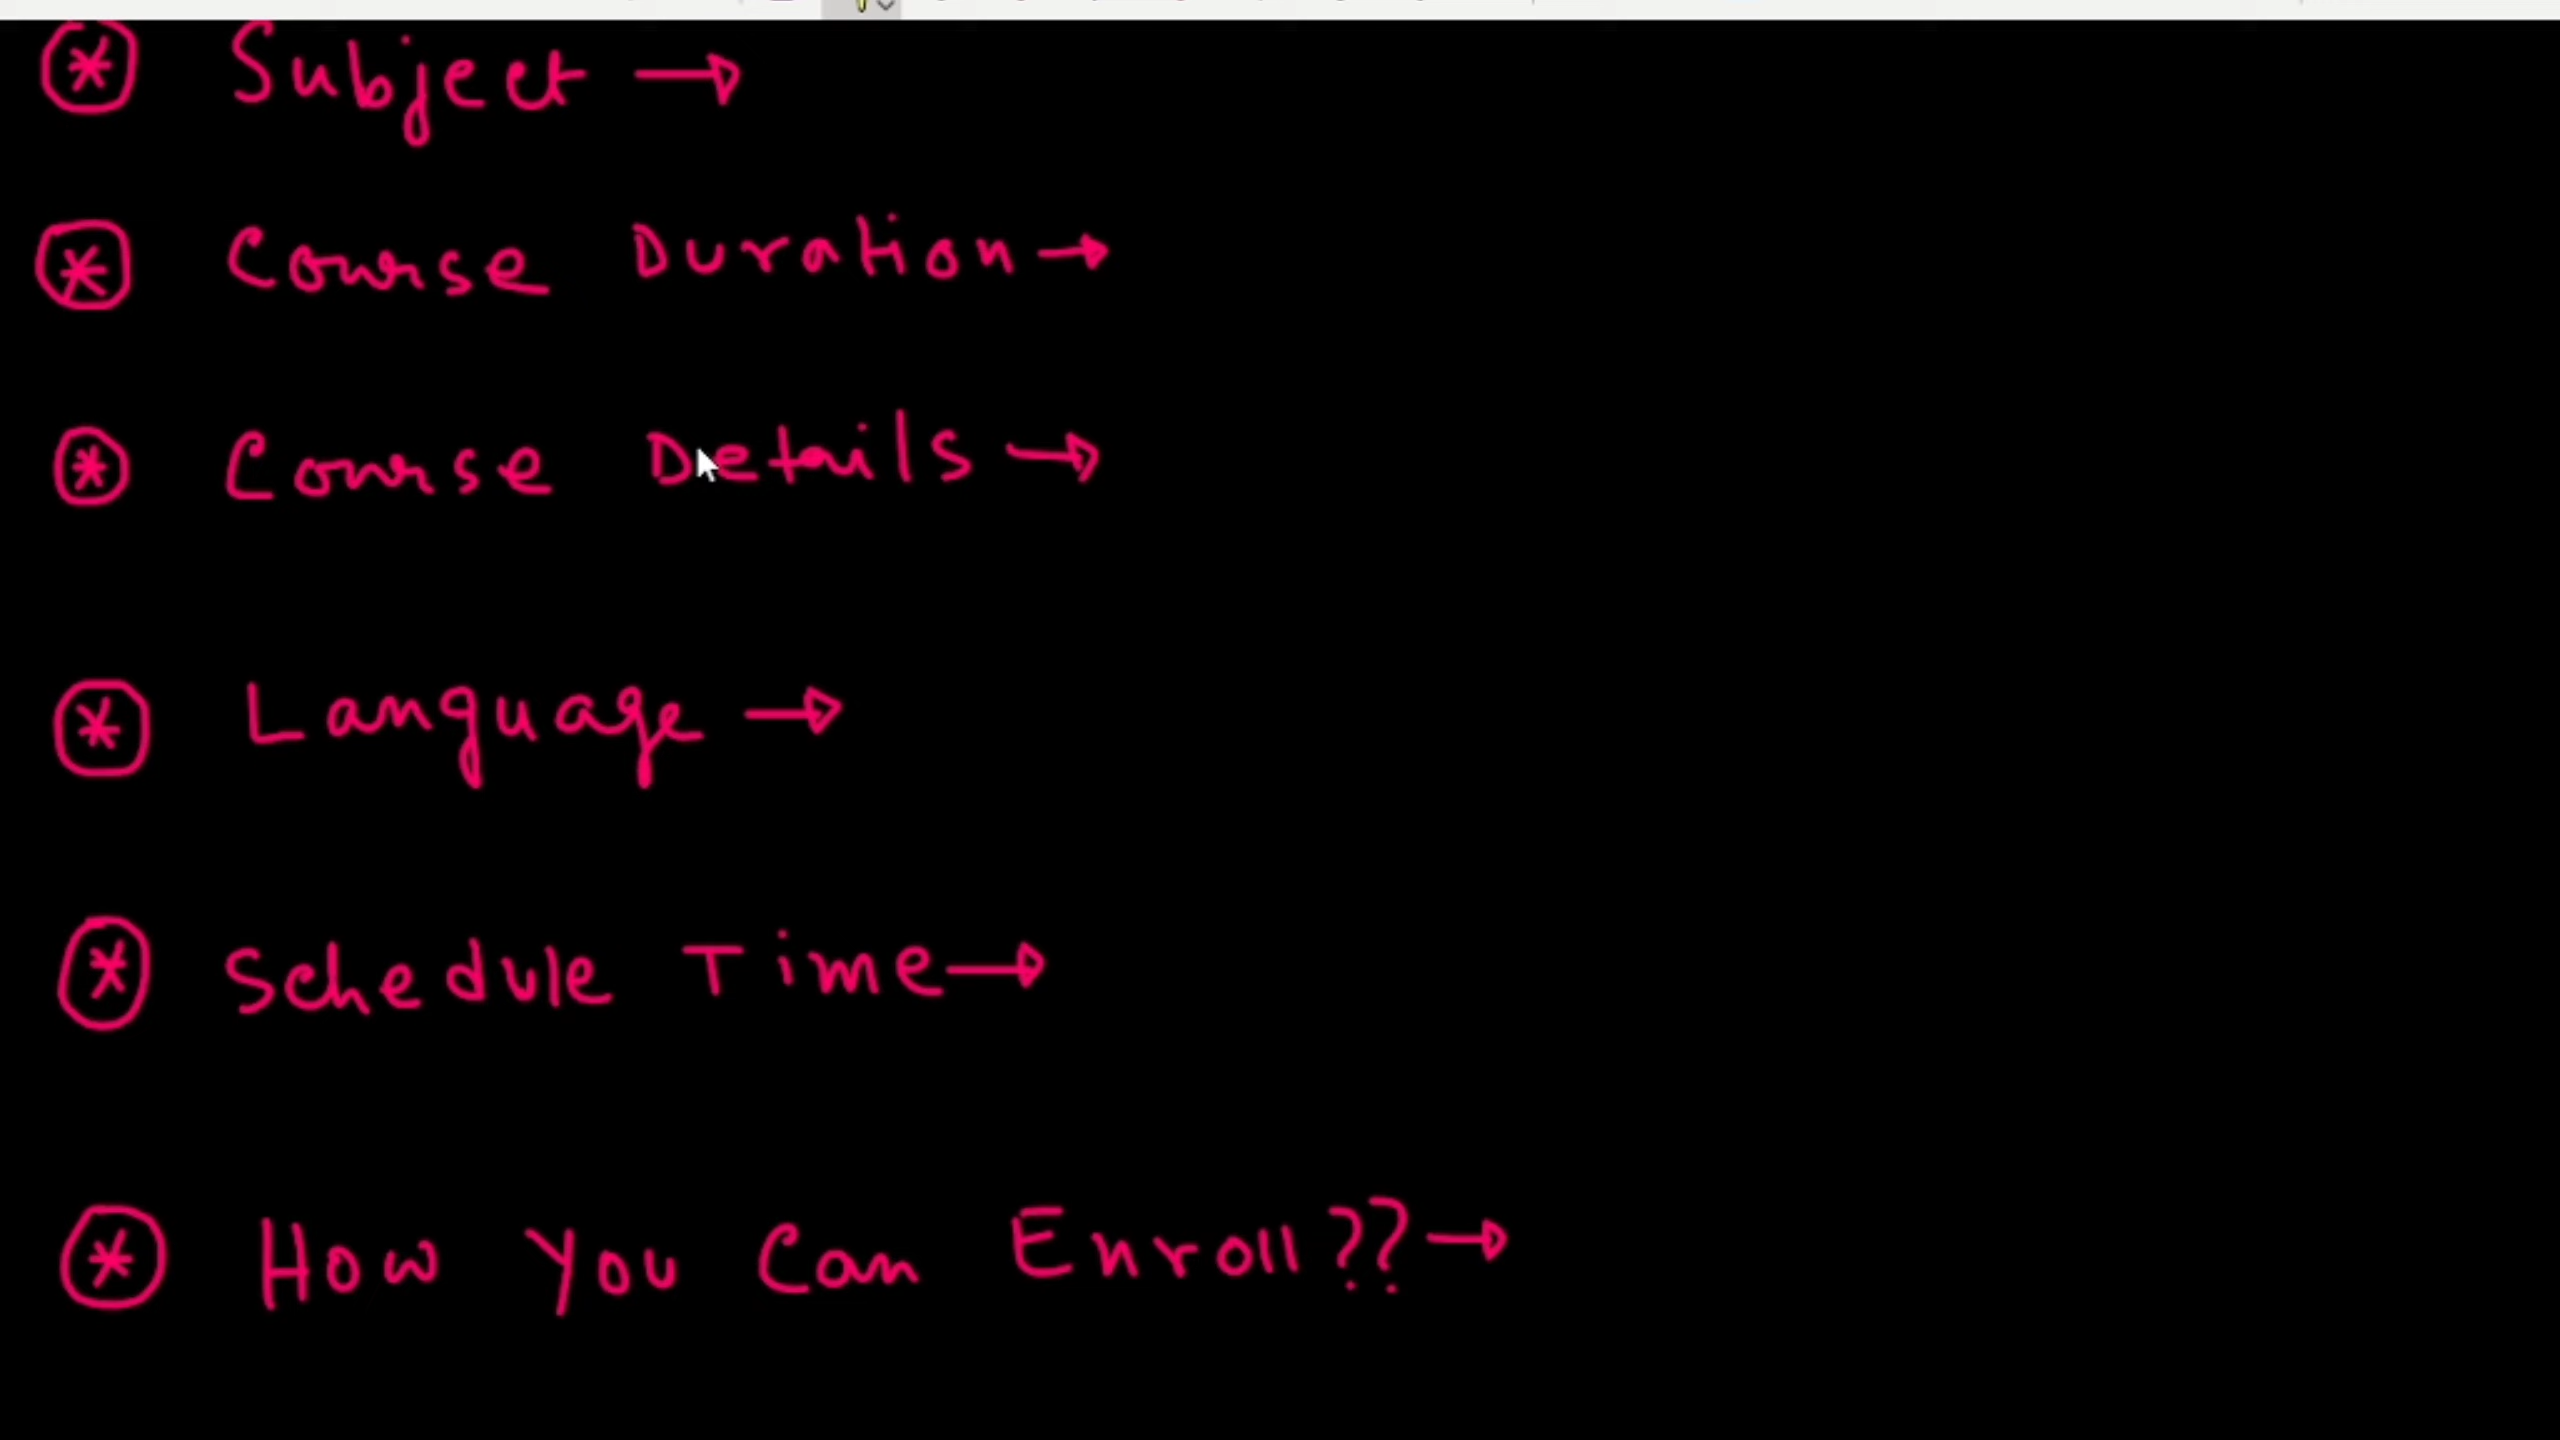 * Subject →
* Course Duration →
* Course Details →
* Language →
* Schedule Time →
* How You Can Enroll?? →